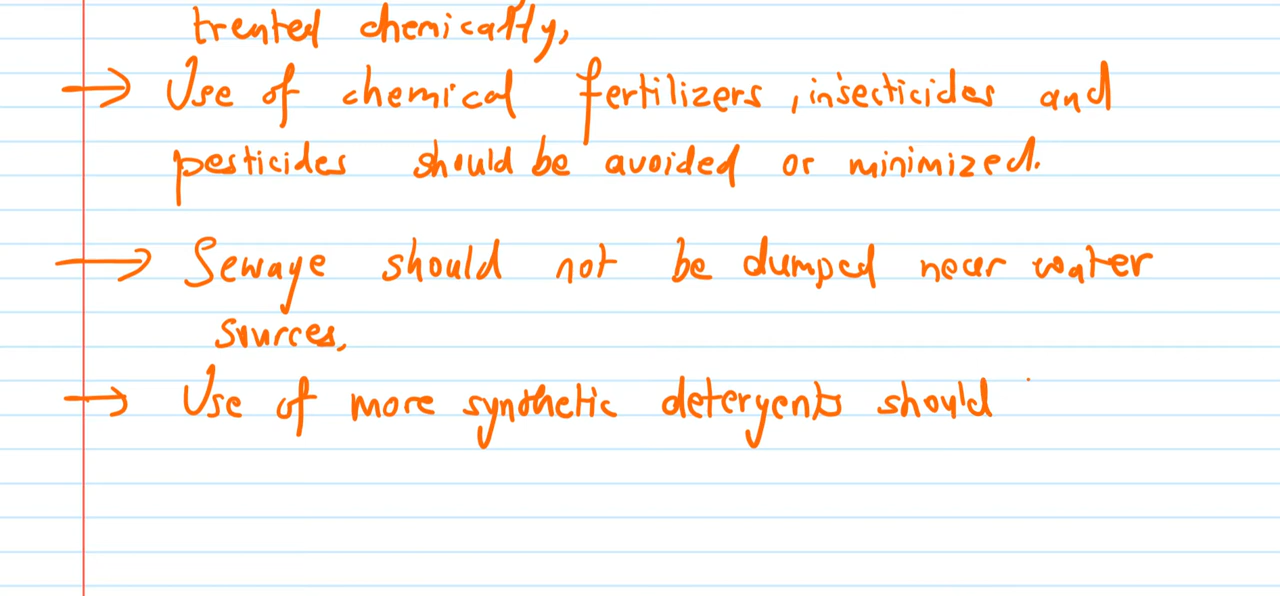 treated chemically,
→ Use of chemical fertilizers, insecticides and
pesticides should be avoided or minimized.
→ Sewage should not be dumped near water
sources,
→ Use of more synthetic detergents should